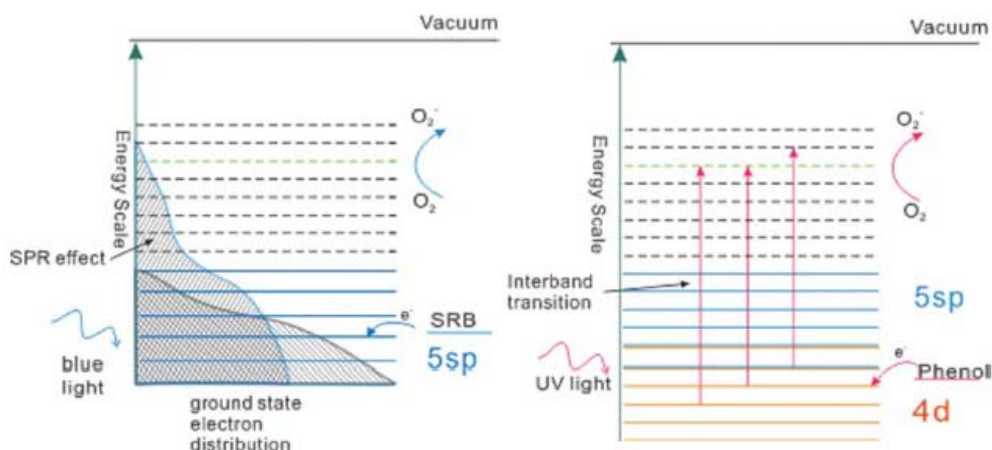 Vacuum
Energy Scale
O₂⁻
O₂
SPR effect
e⁻
SRB
5sp
blue
light
ground state
electron
distribution
Vacuum
Energy Scale
O₂⁻
O₂
Interband
transition
5sp
UV light
e⁻
Phenoll
4d